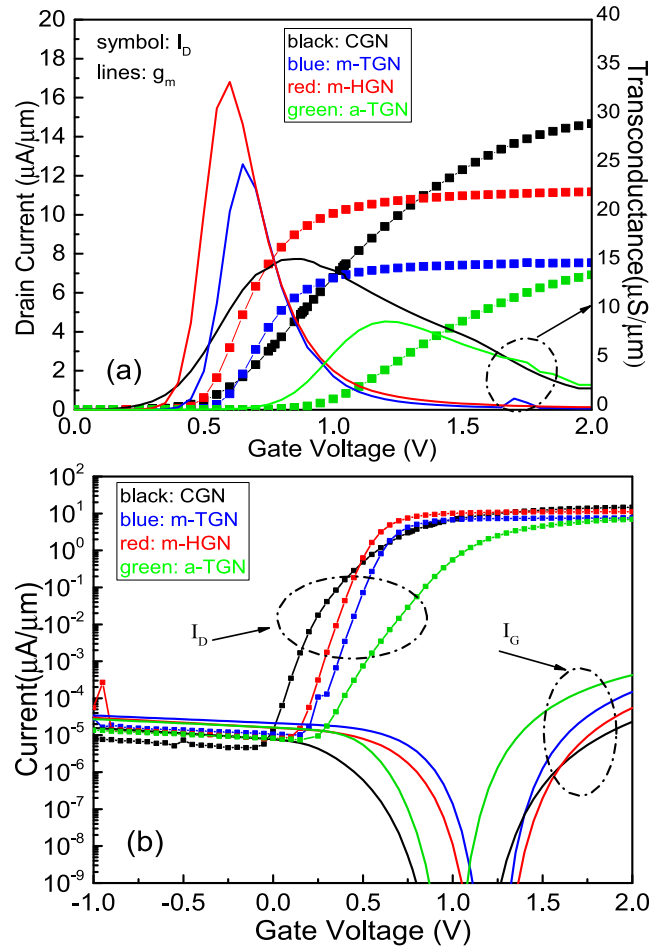 symbol: I_D
lines: g_m
black: CGN
blue: m-TGN
red: m-HGN
green: a-TGN
20
18
16
14
12
10
8
6
4
2
0
Drain Current (μA/μm)
40
35
30
25
20
15
10
5
0
Transconductance(μS/μm)
(a)
0.0 0.5 1.0 1.5 2.0
Gate Voltage (V)
10^2
10^1
10^0
10^-1
10^-2
10^-3
10^-4
10^-5
10^-6
10^-7
10^-8
10^-9
Current(μA/μm)
black: CGN
blue: m-TGN
red: m-HGN
green: a-TGN
I_D
I_G
(b)
-1.0 -0.5 0.0 0.5 1.0 1.5 2.0
Gate Voltage (V)